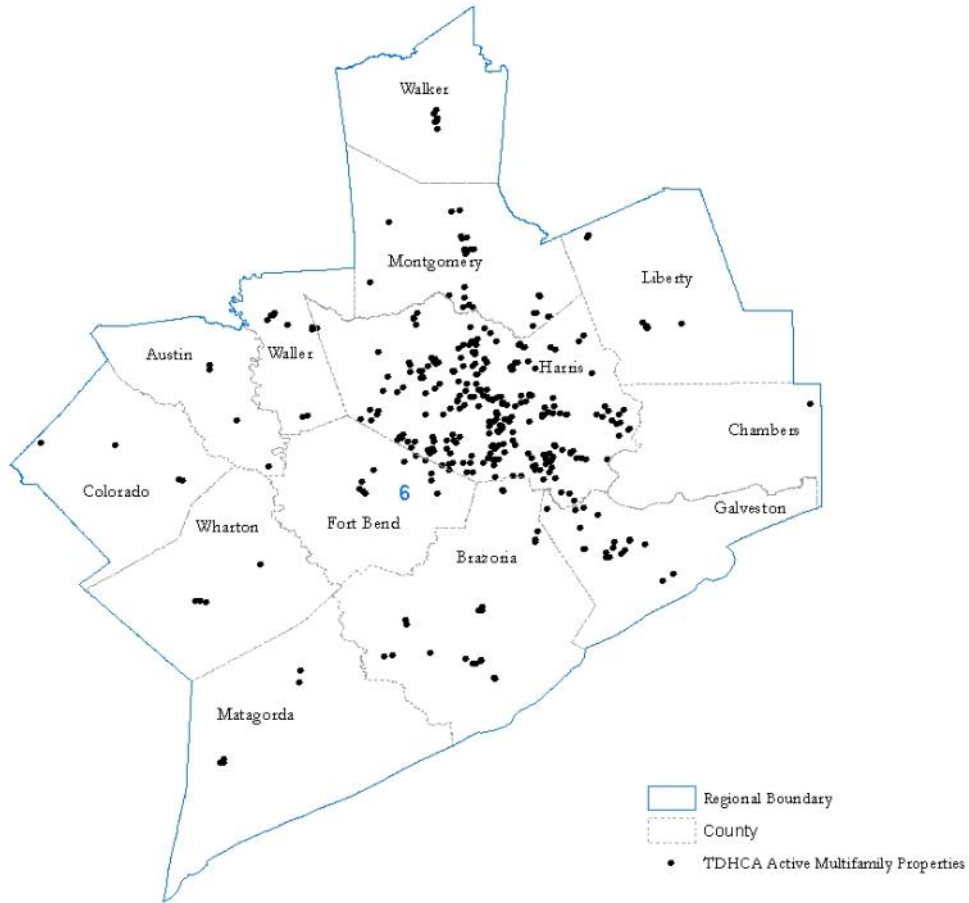 Walker
Montgomery
Liberty
Austin
Waller
Harris
Chambers
Colorado
6
Galveston
Wharton
Fort Bend
Brazoria
Matagorda
Regional Boundary
County
TDHCA Active Multifamily Properties